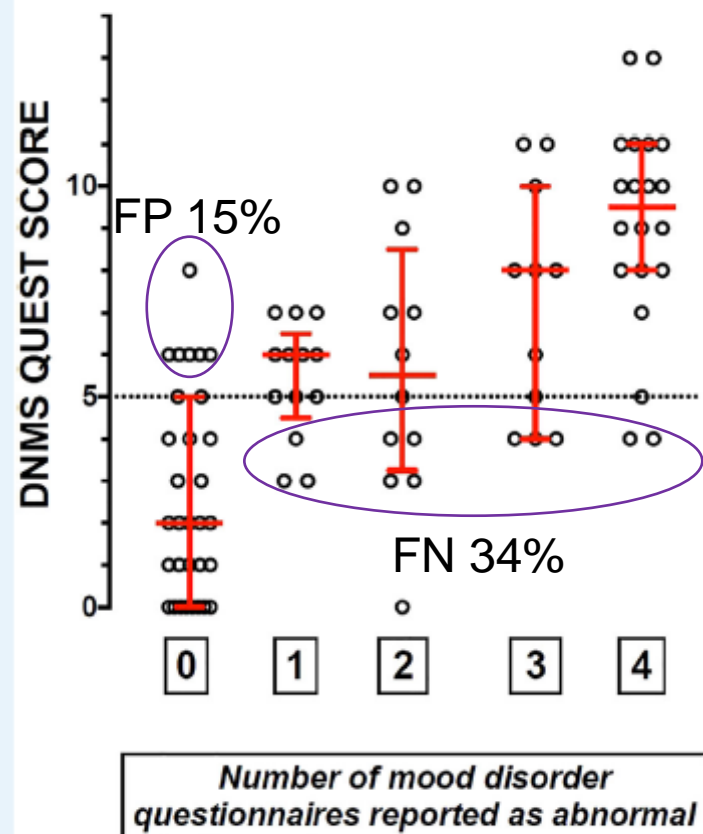 DNMS QUEST SCORE
10
5
0
FP 15%
FN 34%
0 1 2 3 4
Number of mood disorder
questionnaires reported as abnormal